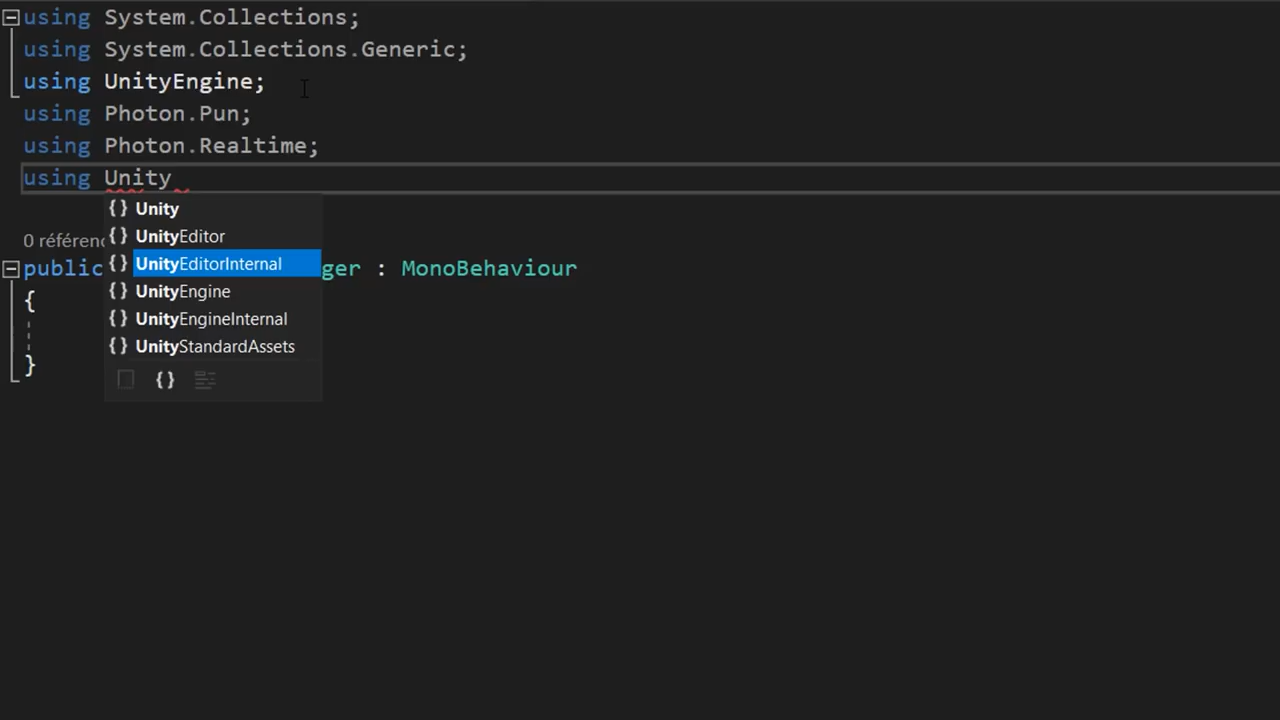 using System.Collections;
using System.Collections.Generic;
using UnityEngine;
using Photon.Pun;
using Photon.Realtime;
using Unity
{} Unity
0 référenc {} UnityEditor
public {} UnityEditorInternal ger : MonoBehaviour
{ {} UnityEngine
{} UnityEngineInternal
} {} UnityStandardAssets
{}